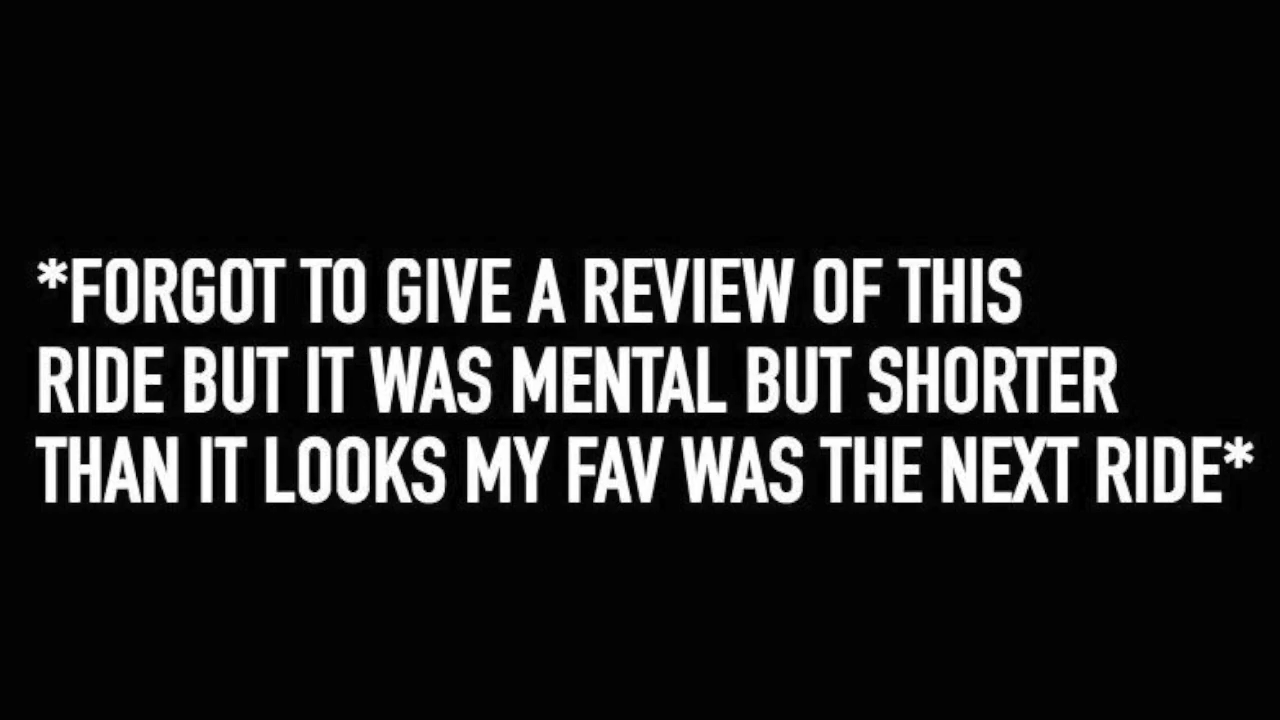 *FORGOT TO GIVE A REVIEW OF THIS
RIDE BUT IT WAS MENTAL BUT SHORTER
THAN IT LOOKS MY FAV WAS THE NEXT RIDE*